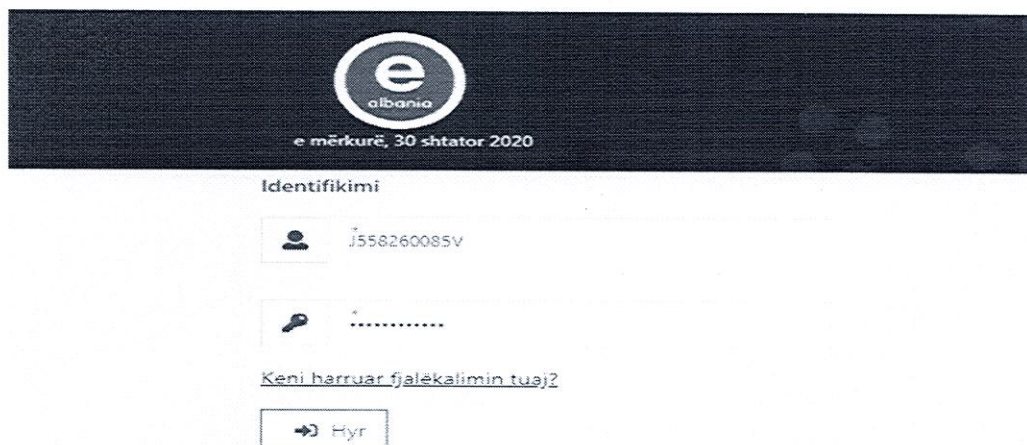 e
albania
e mërkurë, 30 shtator 2020
Identifikimi
*
J558260085V
*
............
Keni harruar fjalëkalimin tuaj?
Hyr